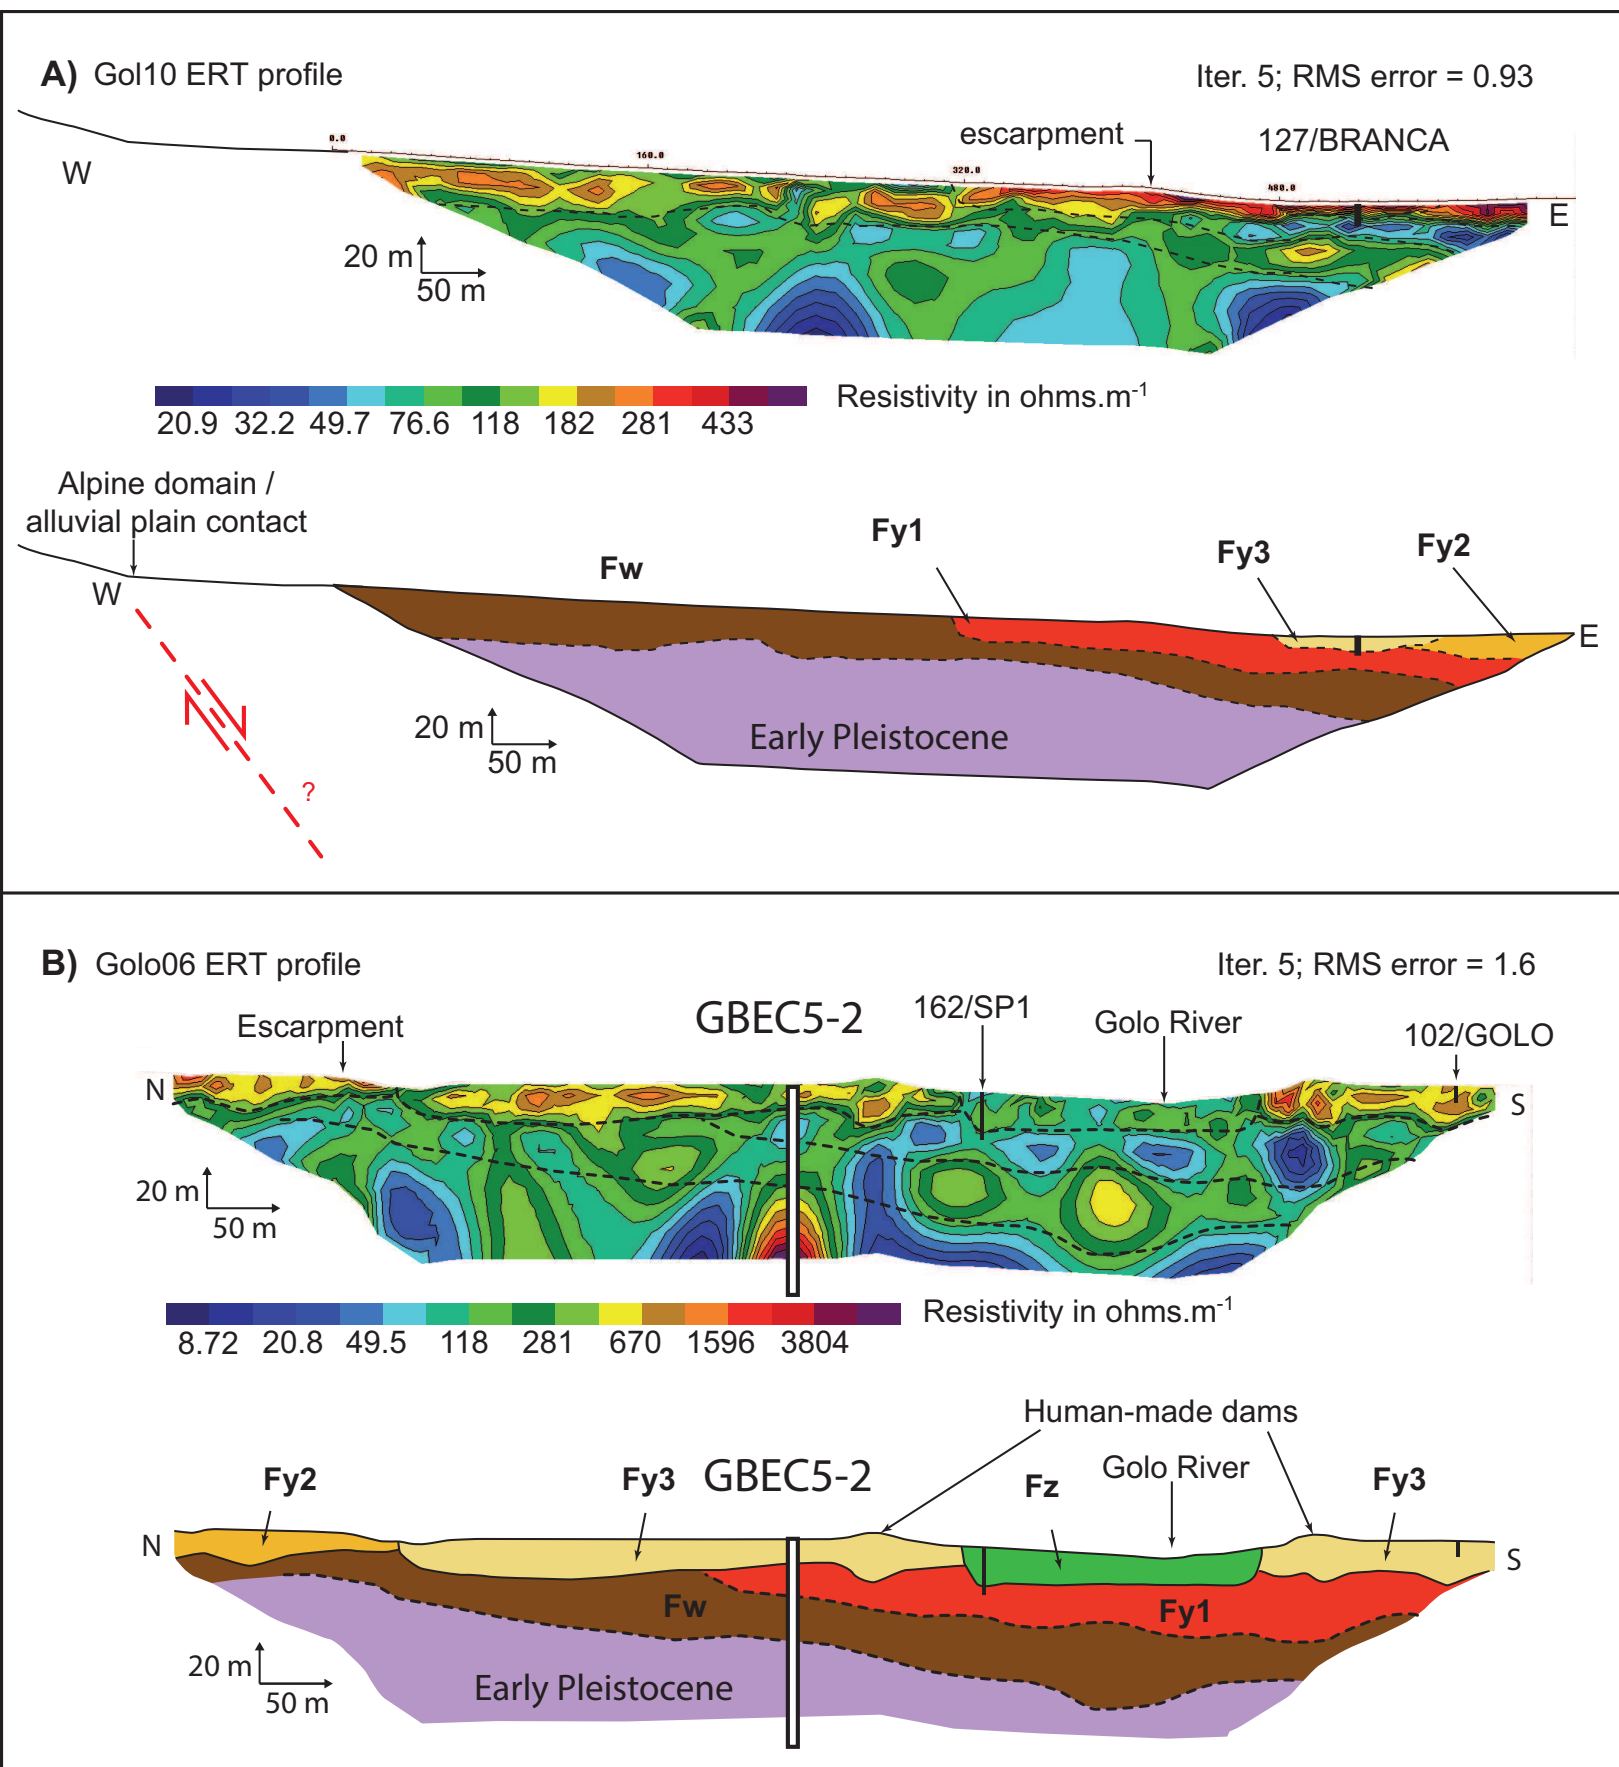 A) Gol10 ERT profile
Iter. 5; RMS error = 0.93
escarpment
127/BRANCA
W
0.0
160.0
320.0
480.0
E
20 m
50 m
20.9 32.2 49.7 76.6 118 182 281 433
Resistivity in ohms.m-1
Alpine domain /
alluvial plain contact
W
Fw
Fy1
Fy3
Fy2
E
20 m
50 m
Early Pleistocene
?
B) Golo06 ERT profile
Iter. 5; RMS error = 1.6
Escarpment
GBEC5-2
162/SP1
Golo River
102/GOLO
N
S
20 m
50 m
8.72 20.8 49.5 118 281 670 1596 3804
Resistivity in ohms.m-1
Human-made dams
Fy2
Fy3
GBEC5-2
Fz
Golo River
Fy3
N
S
Fw
Fy1
20 m
50 m
Early Pleistocene